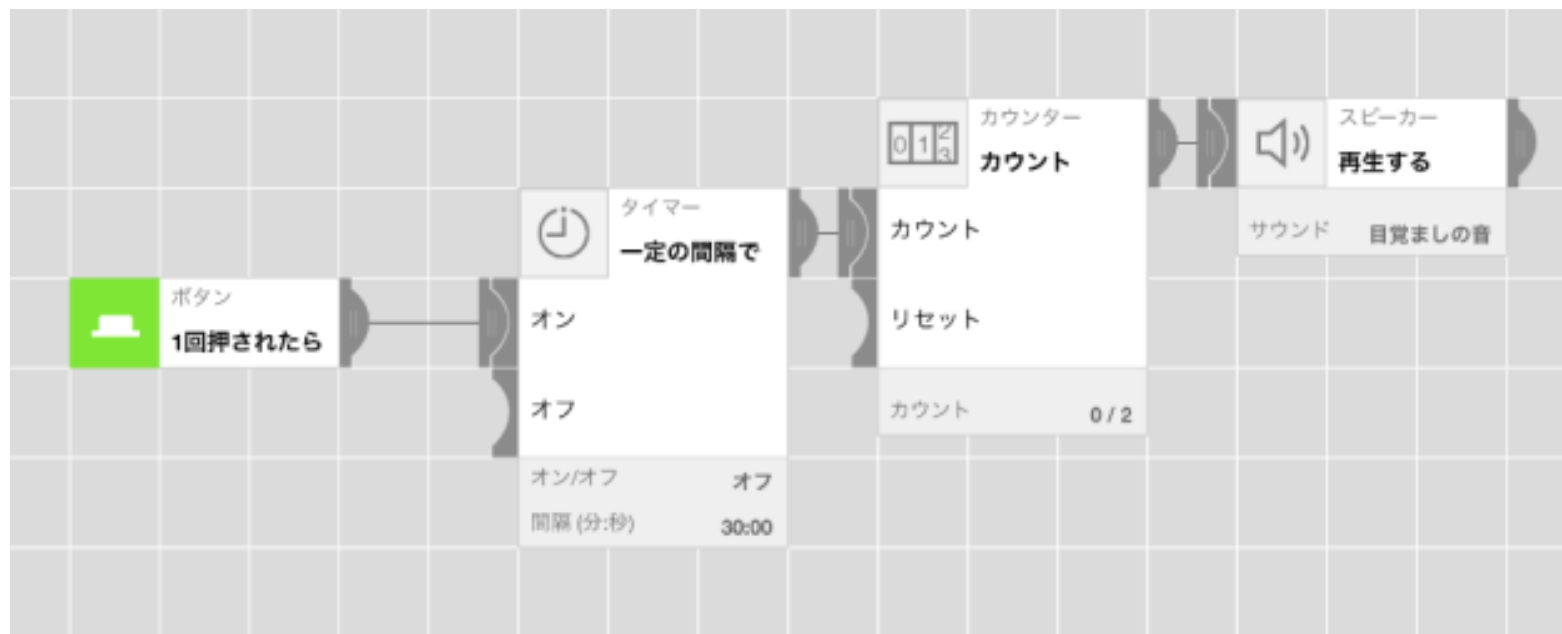 ボタン
1回押されたら
タイマー
一定の間隔で
オン
オフ
オン/オフ オフ
間隔 (分:秒) 30:00
0 1 2 3
カウンター
カウント
カウント
リセット
カウント 0 / 2
スピーカー
再生する
サウンド 目覚ましの音